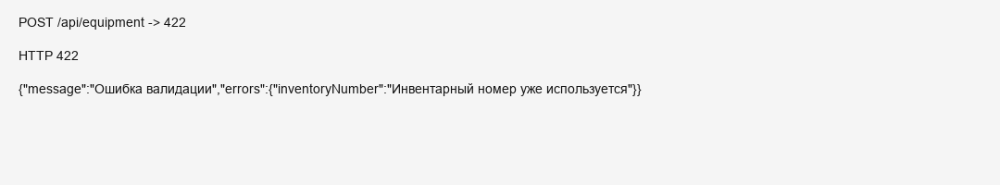 POST /api/equipment -> 422
HTTP 422
{"message":"Ошибка валидации","errors":{"inventoryNumber":"Инвентарный номер уже используется"}}